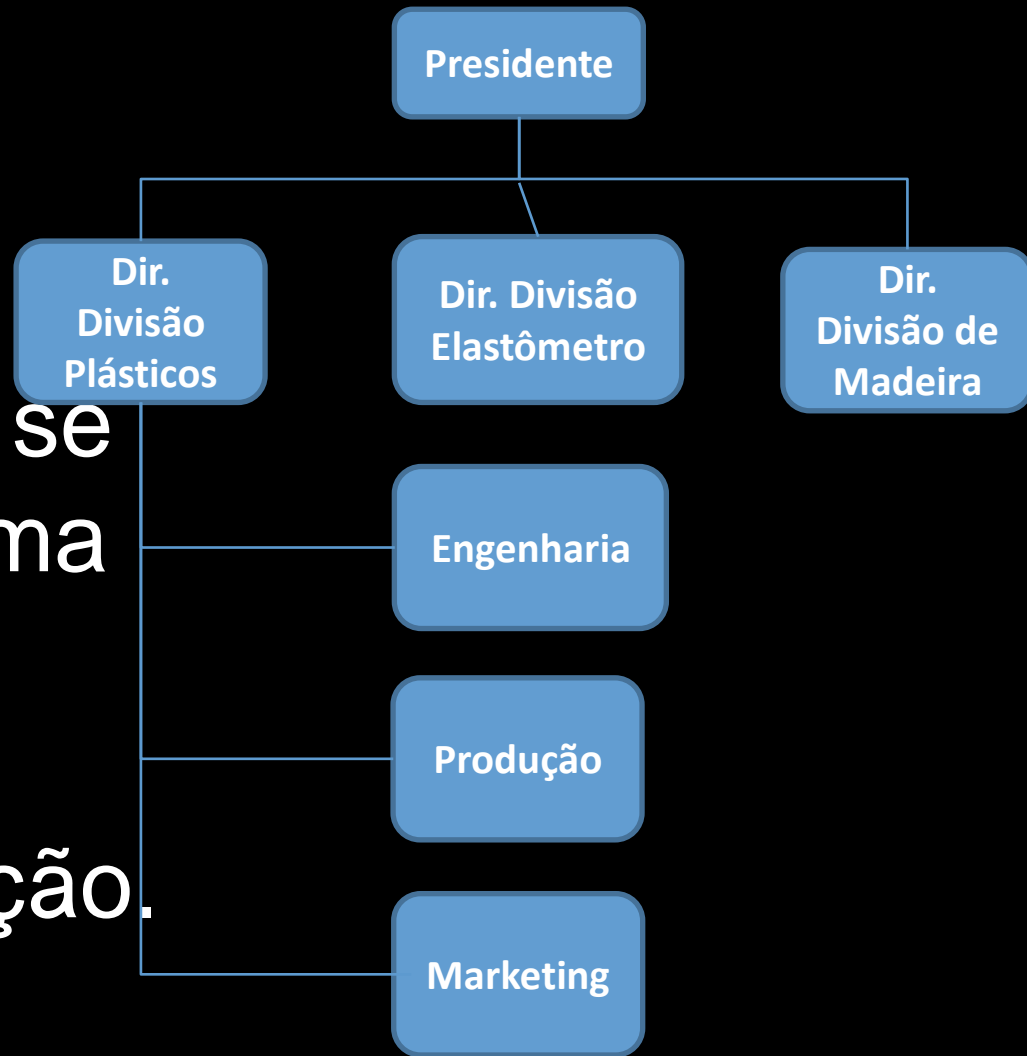 Presidente
Dir.
Divisão
Plásticos
Dir. Divisão
Elastômetro
Dir.
Divisão de
Madeira
se
ma
Engenharia
Produção
ção.
Marketing